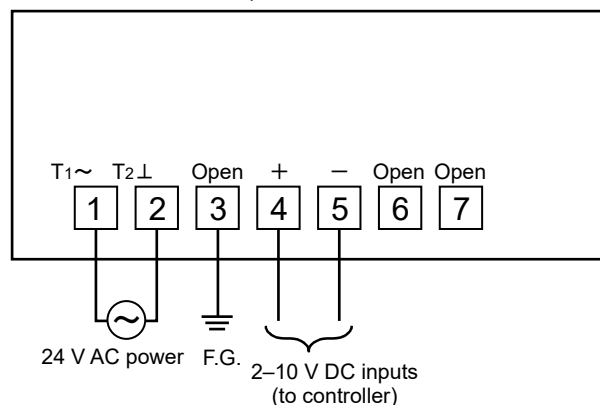 T1~ T2⊥ Open + − Open Open
1 2 3 4 5 6 7
24 V AC power F.G. 2–10 V DC inputs
(to controller)